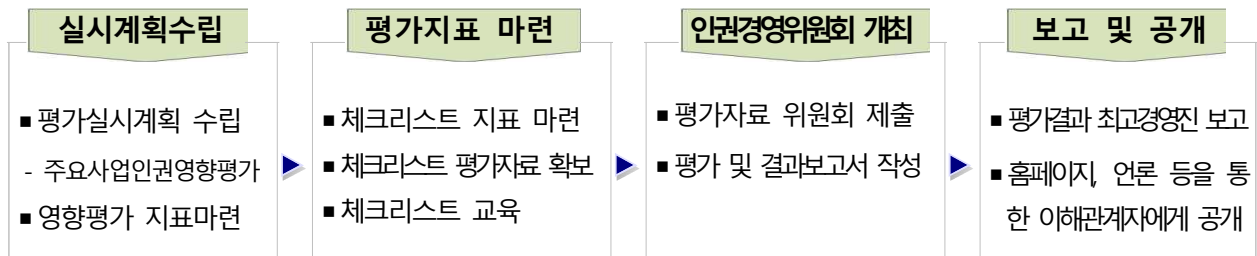 실시계획수립
■ 평가실시계획 수립
- 주요사업인권영향평가
■ 영향평가 지표마련
평가지표 마련
■ 체크리스트 지표 마련
■ 체크리스트 평가자료 확보
■ 체크리스트 교육
인권경영위원회 개최
■ 평가자료 위원회 제출
■ 평가 및 결과보고서 작성
보고 및 공개
■ 평가결과 최고경영진 보고
■ 홈페이지, 언론 등을 통
한 이해관계자에게 공개